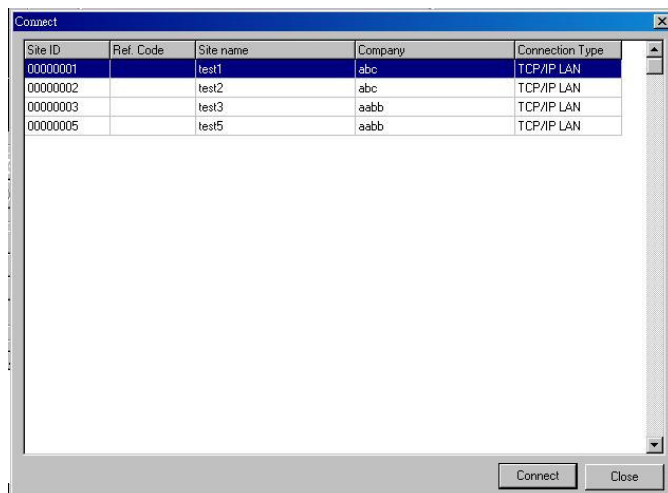 Connect
Site ID Ref. Code Site name Company Connection Type
00000001 test1 abc TCP/IP LAN
00000002 test2 abc TCP/IP LAN
00000003 test3 aabb TCP/IP LAN
00000005 test5 aabb TCP/IP LAN
Connect Close